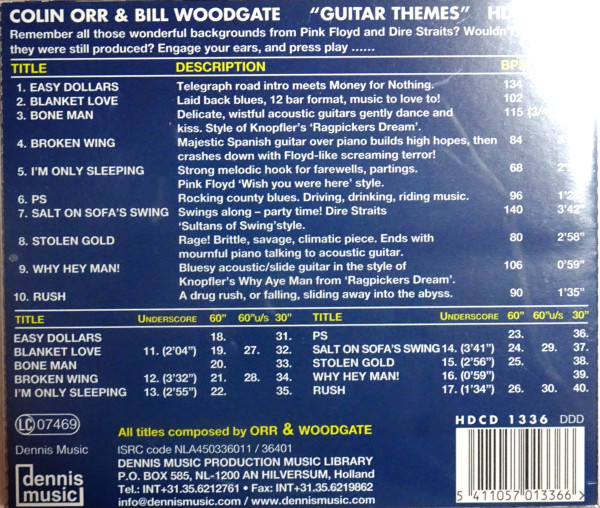 COLIN ORR & BILL WOODGATE "GUITAR THEMES" HD
Remember all those wonderful backgrounds from Pink Floyd and Dire Straits?
they were still produced? Engage your ears, and press play ......
TITLE DESCRIPTION BP
1. EASY DOLLARS Telegraph road intro meets Money for Nothing. 134
2. BLANKET LOVE Laid back blues, 12 bar format, music to love to! 102
3. BONE MAN Delicate, wistful acoustic guitars gently dance and 115
kiss. Style of Knopfler's 'Ragpickers Dream'.
4. BROKEN WING Majestic Spanish guitar over piano builds high hopes, then 84
crashes down with Floyd-like screaming terror!
5. I'M ONLY SLEEPING Strong melodic hook for farewells, partings. 68
Pink Floyd 'Wish you were here' style.
6. PS Rocking county blues. Driving, drinking, riding music. 96
7. SALT ON SOFA'S SWING Swings along – party time! Dire Straits 140 3'42"
'Sultans of Swing'style.
8. STOLEN GOLD Rage! Brittle, savage, climatic piece. Ends with 80 2'58"
mournful piano talking to acoustic guitar.
9. WHY HEY MAN! Bluesy acoustic/slide guitar in the style of 106 0'59"
Knopfler's Why Aye Man from 'Ragpickers Dream'.
10. RUSH A drug rush, or falling, sliding away into the abyss. 90 1'35"
TITLE UNDERSCORE 60" 60"u/s 30" TITLE UNDERSCORE 60" 60"u/s 30"
EASY DOLLARS 18. 31. PS 23. 36.
BLANKET LOVE 11. (2'04") 19. 27. 32. SALT ON SOFA'S SWING 14. (3'41") 24. 29. 37.
BONE MAN 20. 33. STOLEN GOLD 15. (2'56") 25. 38.
BROKEN WING 12. (3'32") 21. 28. 34. WHY HEY MAN! 16. (0'59") 39.
I'M ONLY SLEEPING 13. (2'55") 22. 35. RUSH 17. (1'34") 26. 30. 40.
LC 07469
All titles composed by ORR & WOODGATE
HDCD 1336 DDD
Dennis Music
ISRC code NLA450336011 / 36401
dennis music
DENNIS MUSIC PRODUCTION MUSIC LIBRARY
P.O. BOX 585, NL-1200 AN HILVERSUM, Holland
Tel.: INT+31.35.6212761 • Fax: INT+31.35.6219862
info@dennismusic.com / www.dennismusic.com
5 411057 013366 >